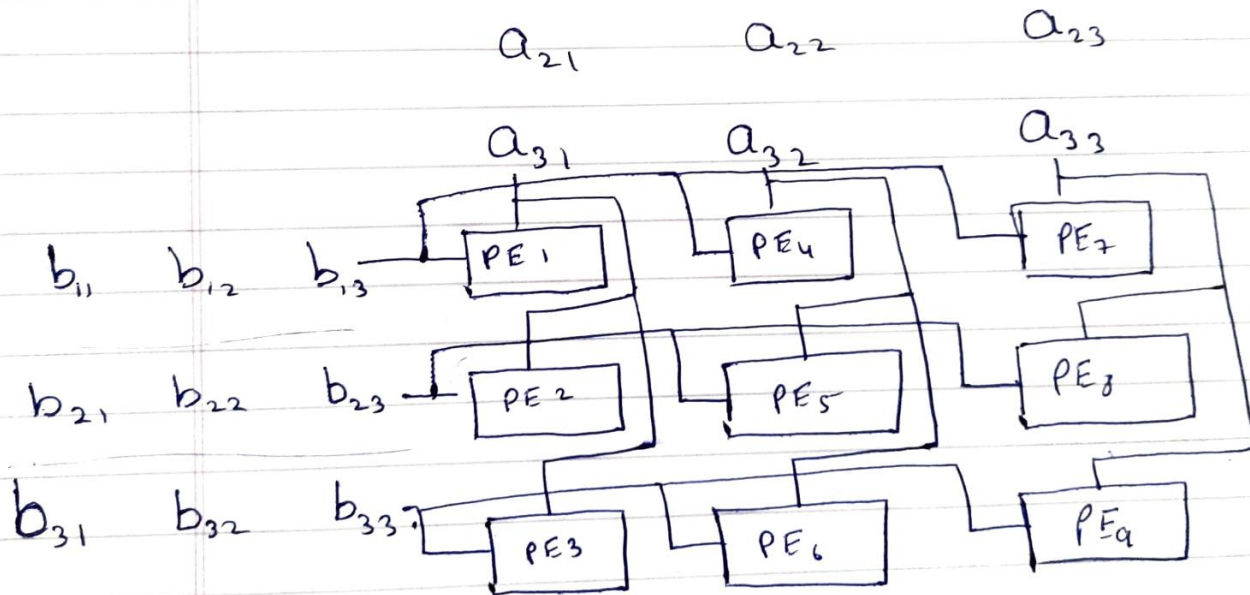 a₂₁ a₂₂ a₂₃
a₃₁ a₃₂ a₃₃
b₁₁ b₁₂ b₁₃ PE1 PE4 PE7
b₂₁ b₂₂ b₂₃ PE2 PE5 PE8
b₃₁ b₃₂ b₃₃ PE3 PE6 PE9